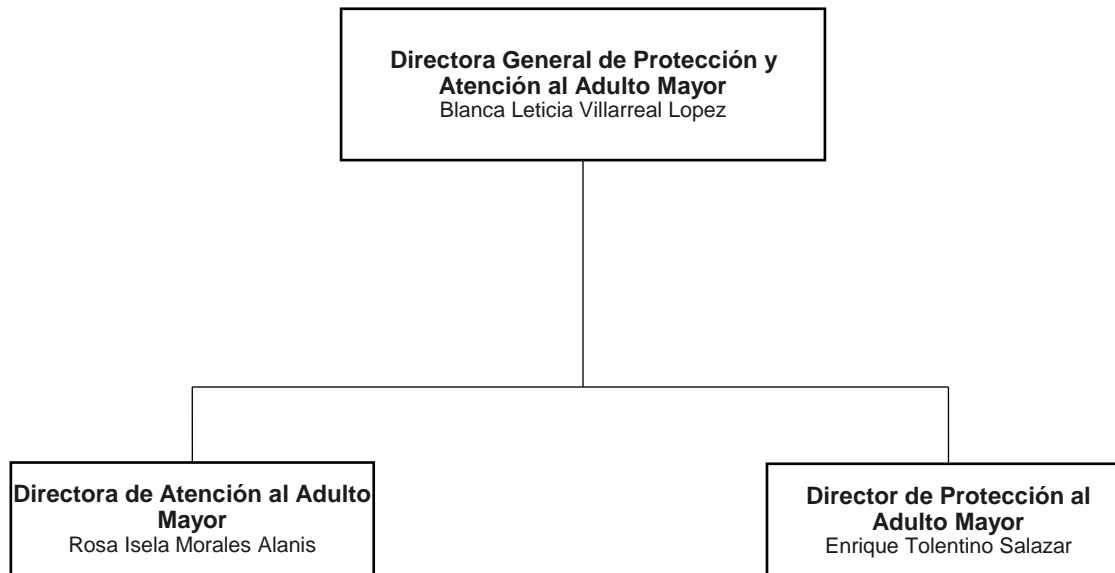 Directora General de Protección y
Atención al Adulto Mayor
Blanca Leticia Villarreal Lopez
Directora de Atención al Adulto
Mayor
Rosa Isela Morales Alanis
Director de Protección al
Adulto Mayor
Enrique Tolentino Salazar